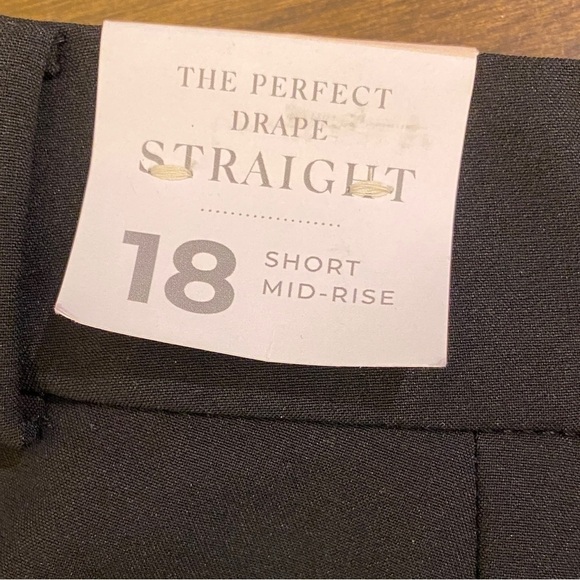 THE PERFECT
DRAPE
STRAIGHT
18
SHORT
MID-RISE